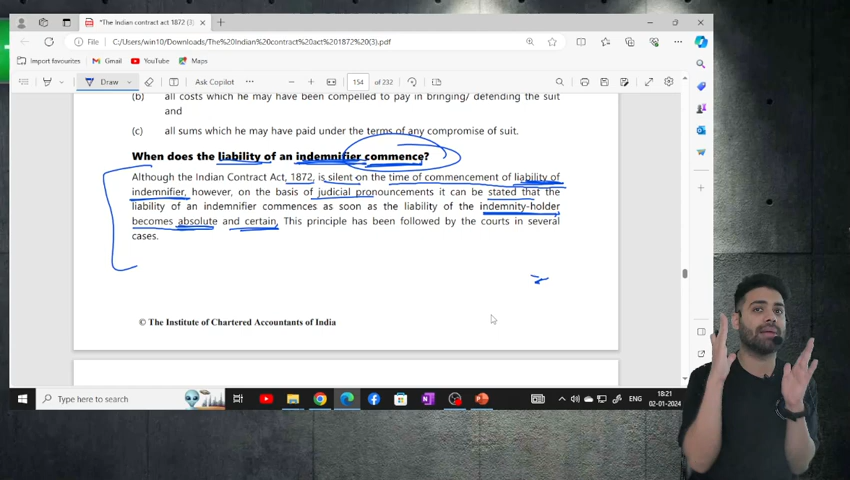 *The Indian contract act 1872 (3)
File
C:/Users/win10/Downloads/The%20Indian%20contract%20act%201872%20(3).pdf
Import favourites
Gmail
YouTube
Maps
Draw
Ask Copilot
154
of 232
(b) all costs which he may have been compelled to pay in bringing/ defending the suit
and
(c) all sums which he may have paid under the terms of any compromise of suit.
When does the liability of an indemnifier commence?
Although the Indian Contract Act, 1872, is silent on the time of commencement of liability of
indemnifier, however, on the basis of judicial pronouncements it can be stated that the
liability of an indemnifier commences as soon as the liability of the indemnity-holder
becomes absolute and certain. This principle has been followed by the courts in several
cases.
© The Institute of Chartered Accountants of India
Type here to search
ENG
18:21
02-01-2024